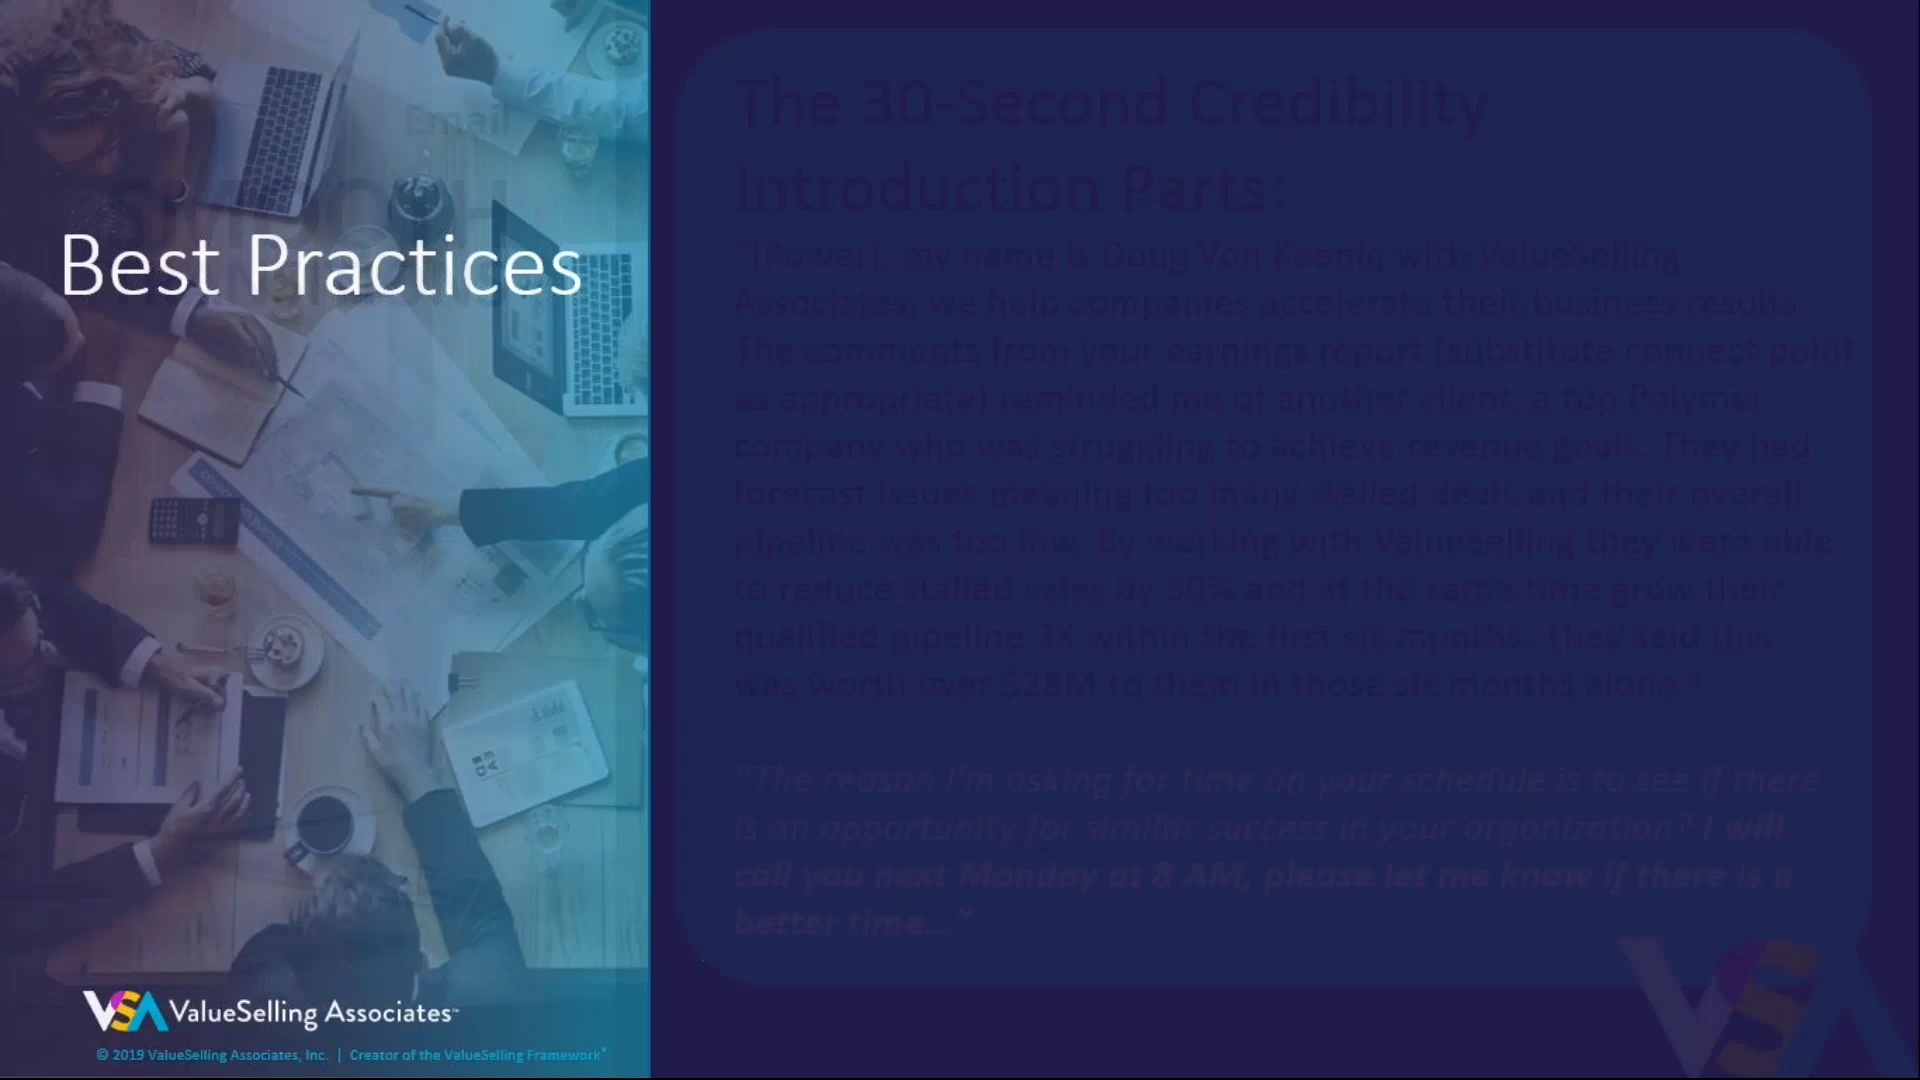 Email
Best Practices
VSA ValueSelling Associates™
© 2019 ValueSelling Associates, Inc. | Creator of the ValueSelling Framework®
The 30-Second Credibility
Introduction Parts:
"[Power], my name is Doug Von Koenig with ValueSelling
Associates, we help companies accelerate their business results.
The comments from your earnings report (substitute connect point
as appropriate) reminded me of another client, a top Polymer
company who was struggling to achieve revenue goals. They had
forecast issues meaning too many stalled deals and their overall
pipeline was too low. By working with ValueSelling they were able
to reduce stalled sales by 30% and at the same time grow their
qualified pipeline 3X within the first six months. They said this
was worth over $28M to them in those six months alone."
"The reason I'm asking for time on your schedule is to see if there
is an opportunity for similar success in your organization? I will
call you next Monday at 8 AM, please let me know if there is a
better time…"
VSA